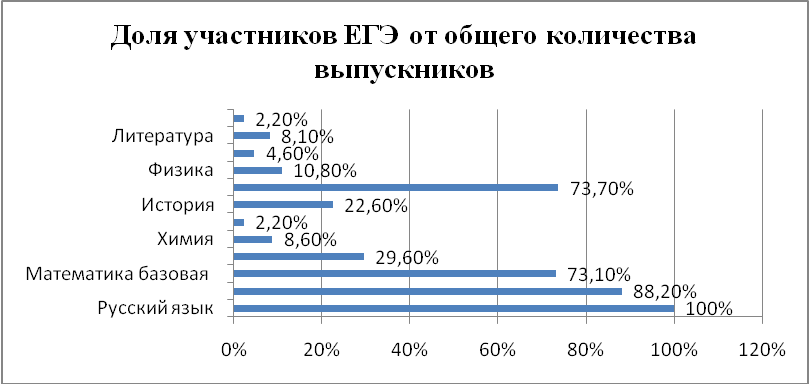 Доля участников ЕГЭ от общего количества
выпускников
2,20%
Литература 8,10%
4,60%
Физика 10,80%
73,70%
История 22,60%
2,20%
Химия 8,60%
29,60%
Математика базовая 73,10%
88,20%
Русский язык 100%
0% 20% 40% 60% 80% 100% 120%